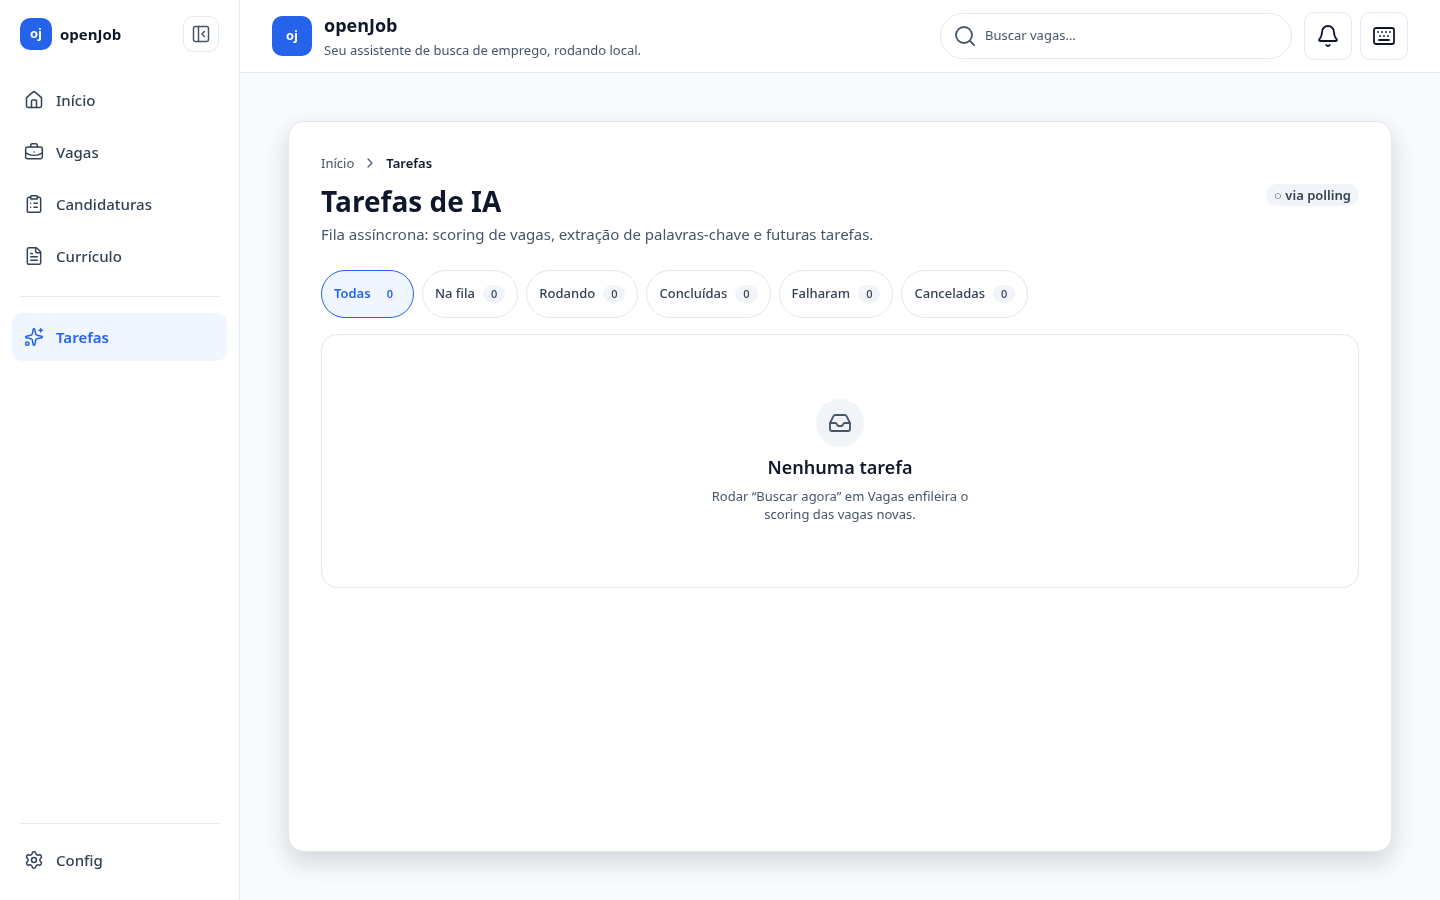 oj openJob
Início
Vagas
Candidaturas
Currículo
Tarefas
Config
oj
openJob
Seu assistente de busca de emprego, rodando local.
Buscar vagas...
Início > Tarefas
Tarefas de IA
○ via polling
Fila assíncrona: scoring de vagas, extração de palavras-chave e futuras tarefas.
Todas 0 Na fila 0 Rodando 0 Concluídas 0 Falharam 0 Canceladas 0
Nenhuma tarefa
Rodar “Buscar agora” em Vagas enfileira o
scoring das vagas novas.